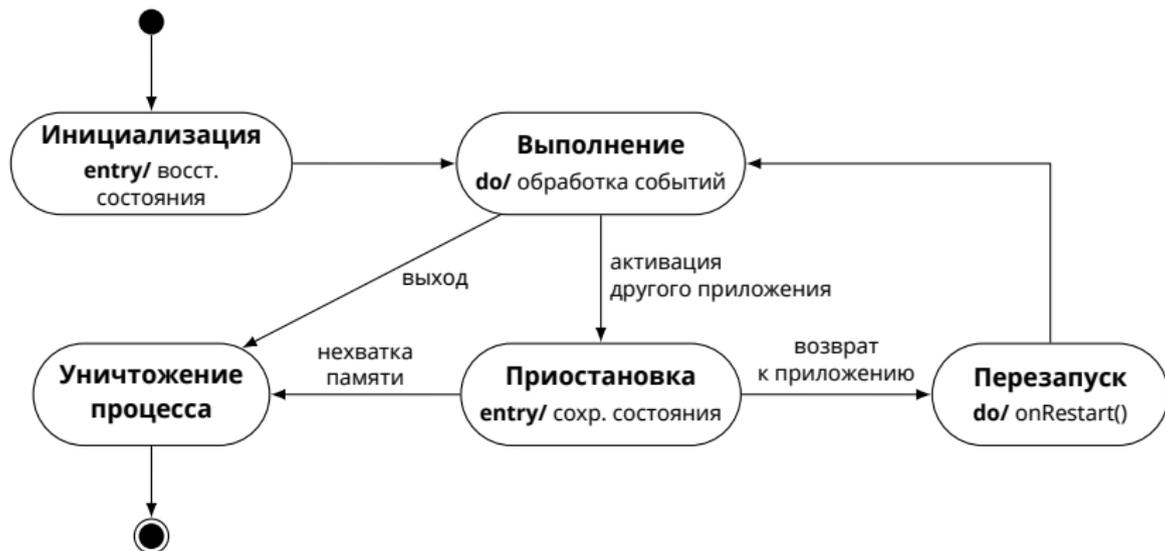 Инициализация
entry/ восст.
состояния
Выполнение
do/ обработка событий
выход
активация
другого приложения
Уничтожение
процесса
нехватка
памяти
Приостановка
entry/ сохр. состояния
возврат
к приложению
Перезапуск
do/ onRestart()